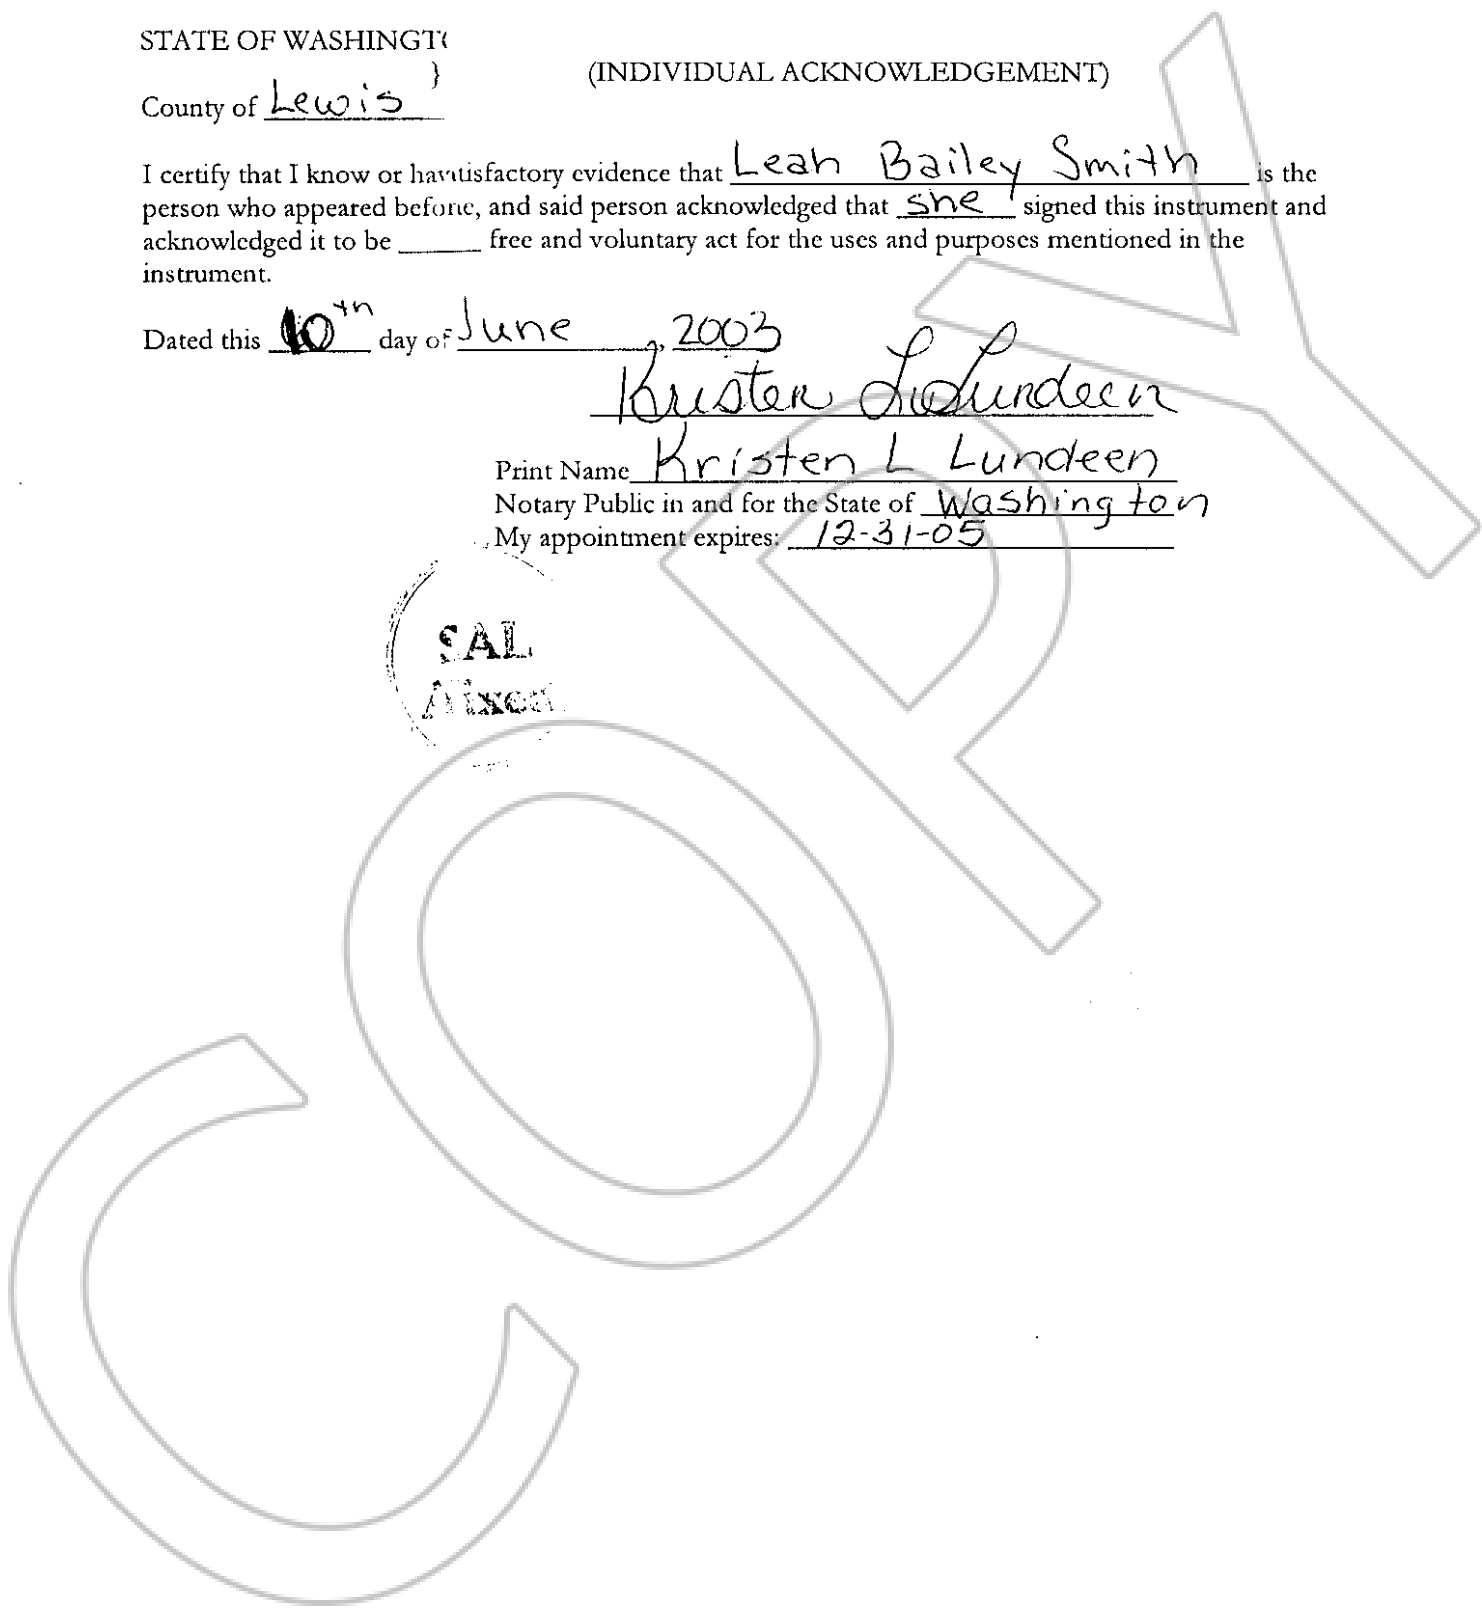 STATE OF WASHINGT(
}
(INDIVIDUAL ACKNOWLEDGEMENT)
County of Lewis
I certify that I know or havtisfactory evidence that Leah Bailey Smith is the
person who appeared before, and said person acknowledged that she signed this instrument and
acknowledged it to be ______ free and voluntary act for the uses and purposes mentioned in the
instrument.
Dated this 10th day of June, 2003
Kristen L Lundeen
Print Name Kristen L Lundeen
Notary Public in and for the State of Washington
My appointment expires: 12-31-05
SAL
COPY